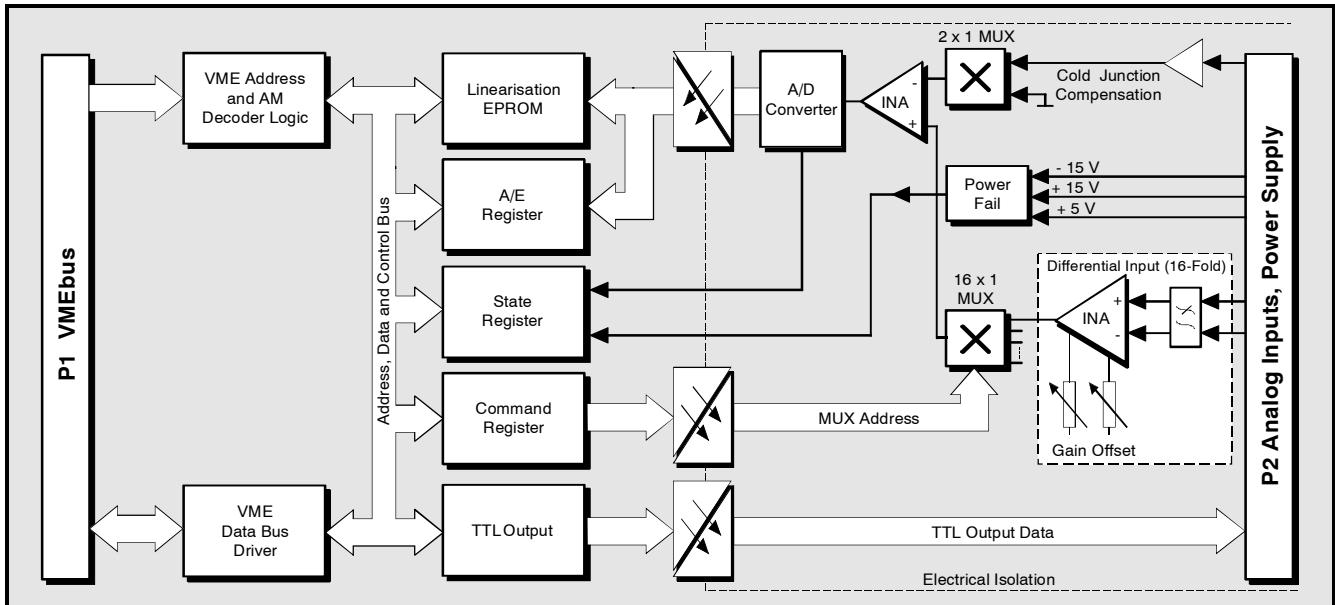 P1 VMEbus
VME Address
and AM
Decoder Logic
VME
Data Bus
Driver
Address, Data and Control Bus
Linearisation
EPROM
A/E
Register
State
Register
Command
Register
TTL Output
A/D
Converter
INA
-
+
2 x 1 MUX
Cold Junction
Compensation
Power
Fail
- 15 V
+ 15 V
+ 5 V
16 x 1
MUX
Differential Input (16-Fold)
INA
+
-
Gain Offset
MUX Address
TTL Output Data
Electrical Isolation
P2 Analog Inputs, Power Supply